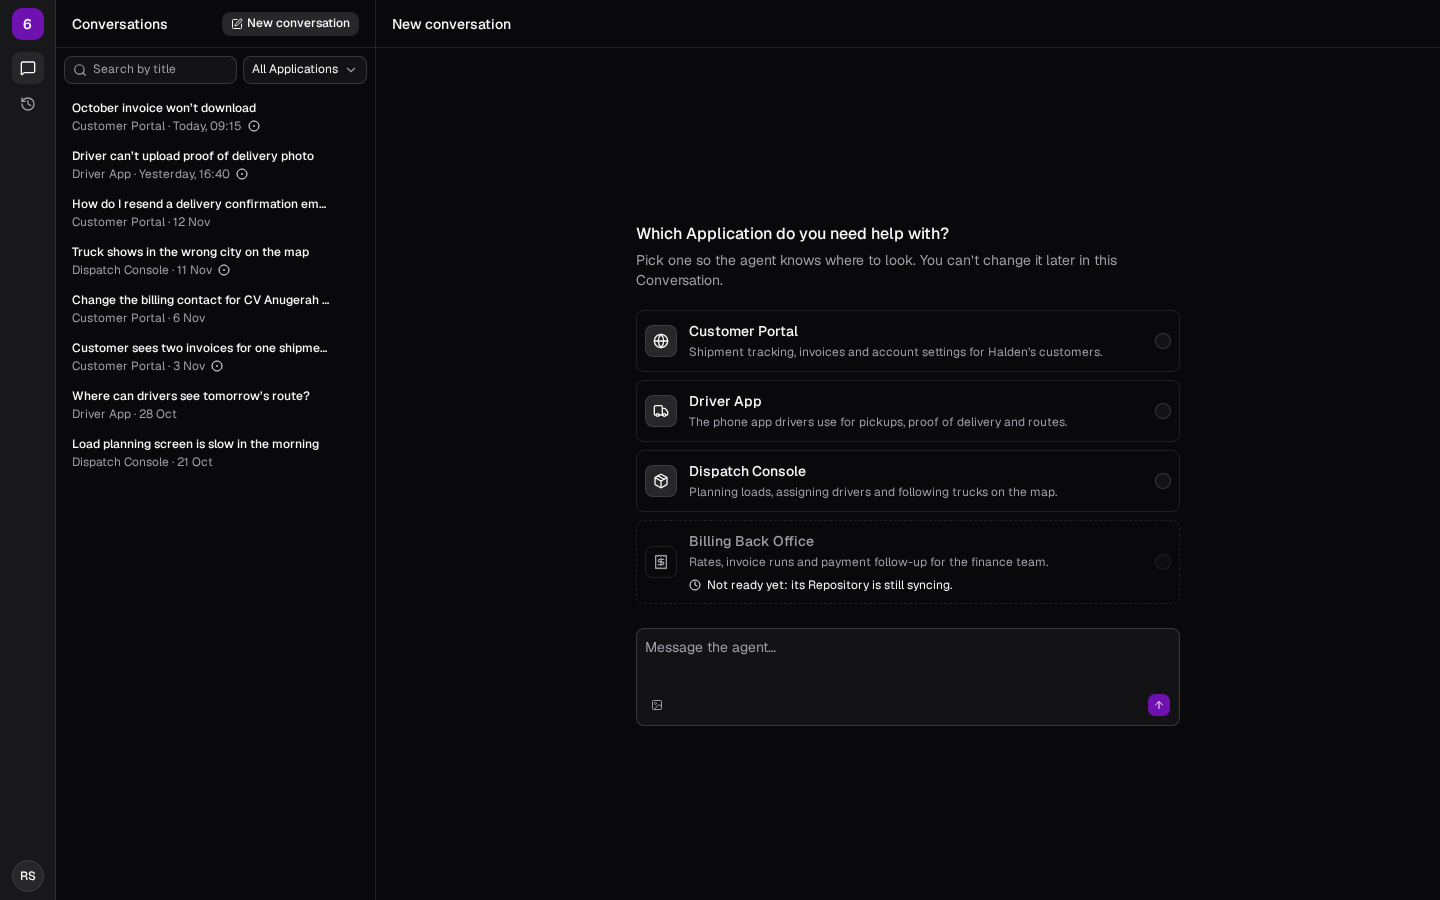 6
Conversations
New conversation
New conversation
Search by title
All Applications
October invoice won't download
Customer Portal · Today, 09:15
Driver can't upload proof of delivery photo
Driver App · Yesterday, 16:40
How do I resend a delivery confirmation em…
Customer Portal · 12 Nov
Truck shows in the wrong city on the map
Dispatch Console · 11 Nov
Change the billing contact for CV Anugerah …
Customer Portal · 6 Nov
Customer sees two invoices for one shipme…
Customer Portal · 3 Nov
Where can drivers see tomorrow's route?
Driver App · 28 Oct
Load planning screen is slow in the morning
Dispatch Console · 21 Oct
RS
Which Application do you need help with?
Pick one so the agent knows where to look. You can't change it later in this
Conversation.
Customer Portal
Shipment tracking, invoices and account settings for Halden's customers.
Driver App
The phone app drivers use for pickups, proof of delivery and routes.
Dispatch Console
Planning loads, assigning drivers and following trucks on the map.
Billing Back Office
Rates, invoice runs and payment follow-up for the finance team.
Not ready yet: its Repository is still syncing.
Message the agent…